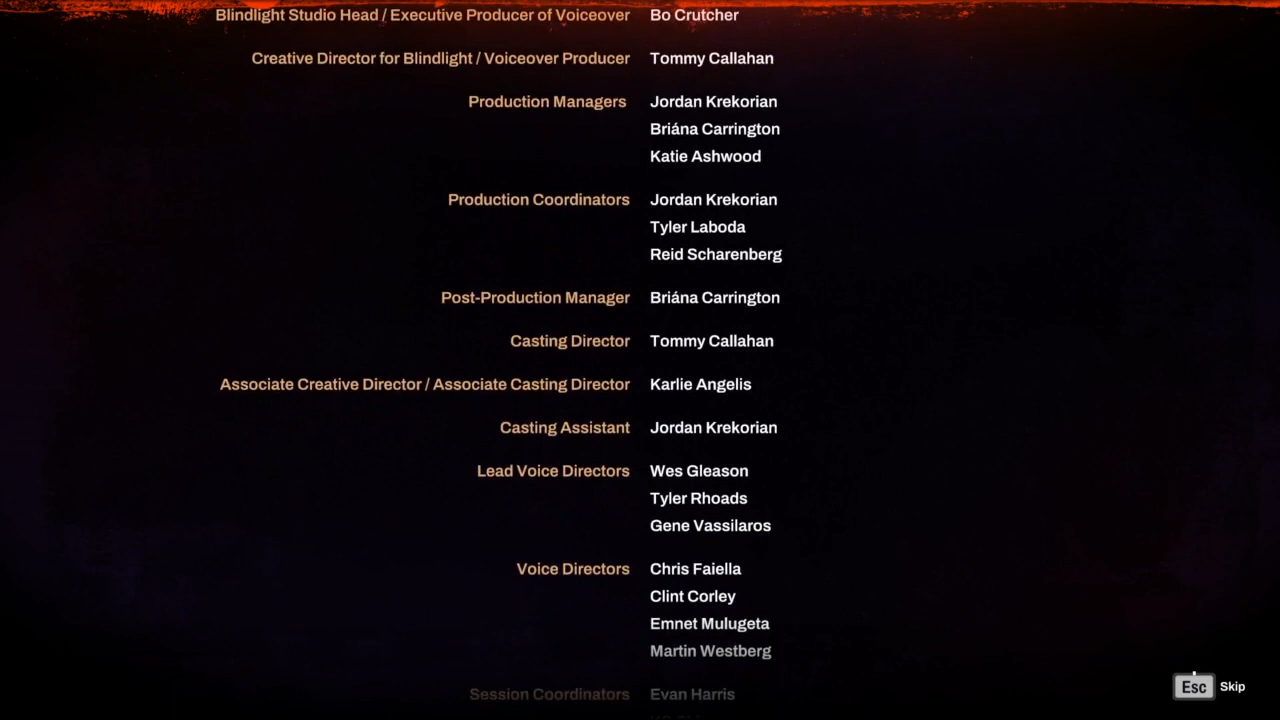 Blindlight Studio Head / Executive Producer of Voiceover Bo Crutcher
Creative Director for Blindlight / Voiceover Producer Tommy Callahan
Production Managers Jordan Krekorian
Briána Carrington
Katie Ashwood
Production Coordinators Jordan Krekorian
Tyler Laboda
Reid Scharenberg
Post-Production Manager Briána Carrington
Casting Director Tommy Callahan
Associate Creative Director / Associate Casting Director Karlie Angelis
Casting Assistant Jordan Krekorian
Lead Voice Directors Wes Gleason
Tyler Rhoads
Gene Vassilaros
Voice Directors Chris Faiella
Clint Corley
Emnet Mulugeta
Martin Westberg
Session Coordinators Evan Harris
Esc Skip